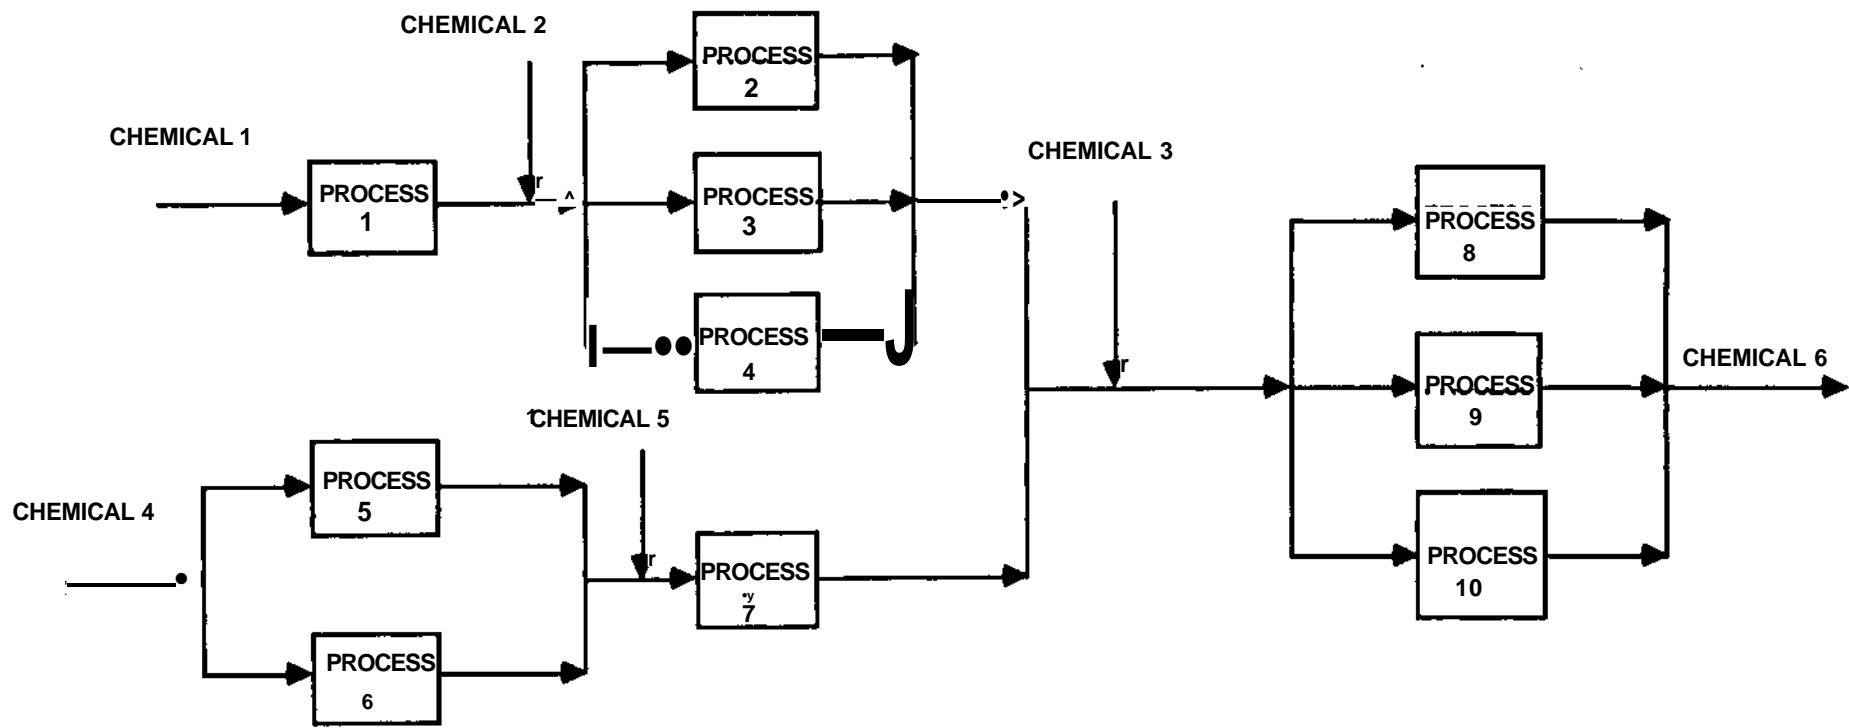 CHEMICAL 2
PROCESS
2
CHEMICAL 1
PROCESS
1
PROCESS
3
CHEMICAL 3
PROCESS
8
PROCESS
4
CHEMICAL 6
PROCESS
9
CHEMICAL 5
PROCESS
5
CHEMICAL 4
PROCESS
7
PROCESS
10
PROCESS
6